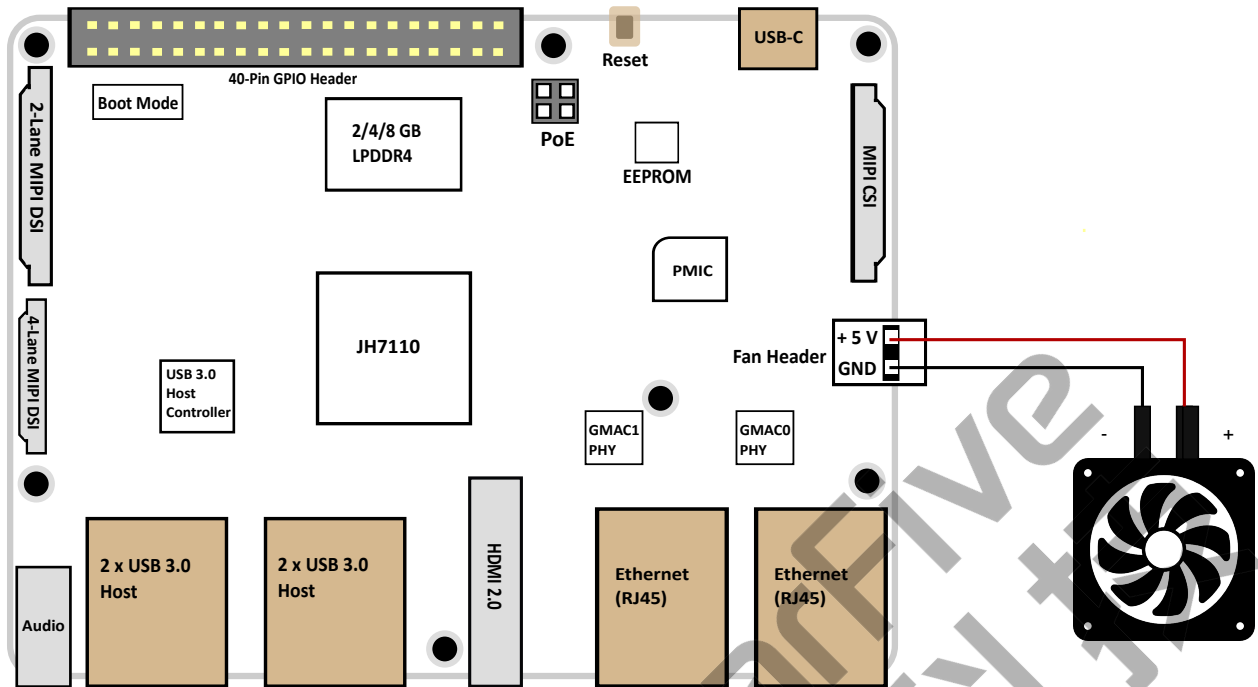 USB-C
Reset
40-Pin GPIO Header
Boot Mode
2-Lane MIPI DSI
2/4/8 GB
LPDDR4
PoE
EEPROM
MIPI CSI
PMIC
4-Lane MIPI DSI
JH7110
Fan Header
+ 5 V
GND
USB 3.0
Host
Controller
GMAC1
PHY
GMAC0
PHY
-
+
2 x USB 3.0
Host
2 x USB 3.0
Host
HDMI 2.0
Ethernet
(RJ45)
Ethernet
(RJ45)
Audio